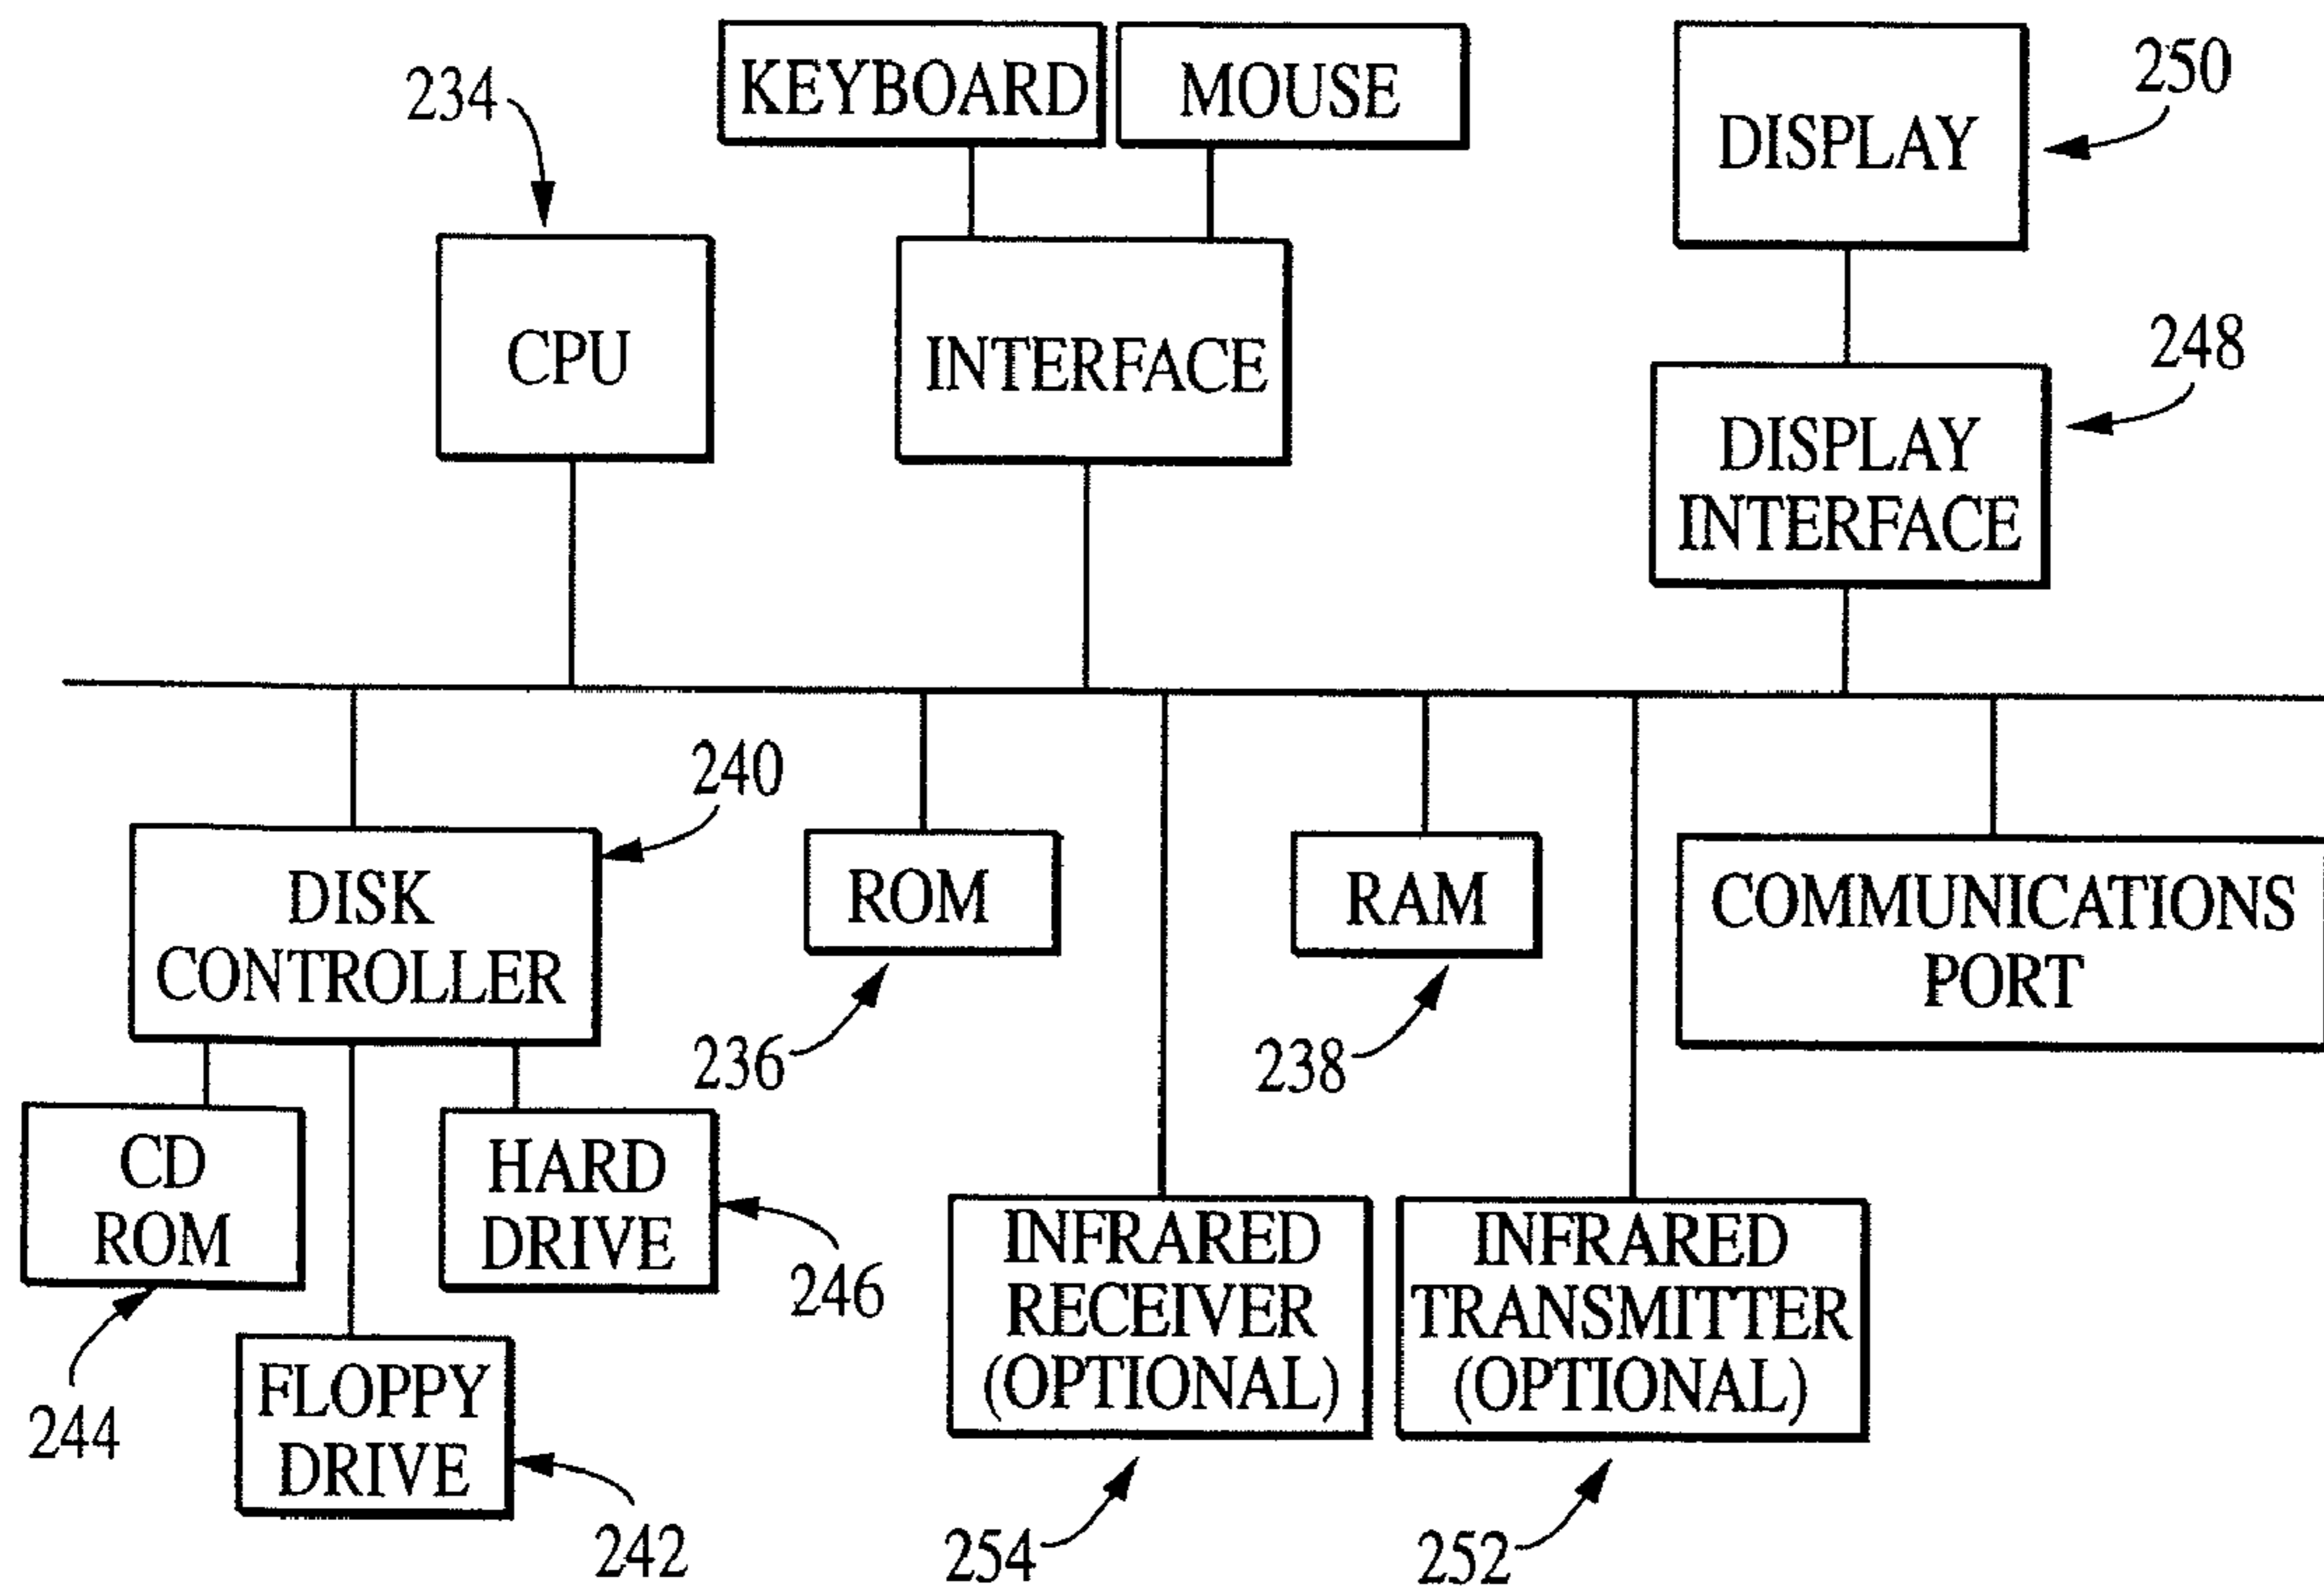 KEYBOARD
MOUSE
250
234
DISPLAY
CPU
INTERFACE
248
DISPLAY
INTERFACE
240
DISK
CONTROLLER
ROM
RAM
COMMUNICATIONS
PORT
236
238
CD
ROM
HARD
DRIVE
246
INFRARED
RECEIVER
(OPTIONAL)
INFRARED
TRANSMITTER
(OPTIONAL)
244
FLOPPY
DRIVE
242
254
252